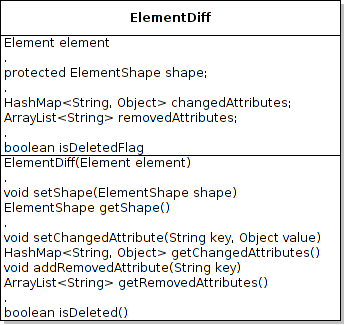 ElementDiff
Element element
.
protected ElementShape shape;
.
HashMap<String, Object> changedAttributes;
ArrayList<String> removedAttributes;
.
boolean isDeletedFlag
ElementDiff(Element element)
.
void setShape(ElementShape shape)
ElementShape getShape()
.
void setChangedAttribute(String key, Object value)
HashMap<String, Object> getChangedAttributes()
void addRemovedAttribute(String key)
ArrayList<String> getRemovedAttributes()
.
boolean isDeleted()